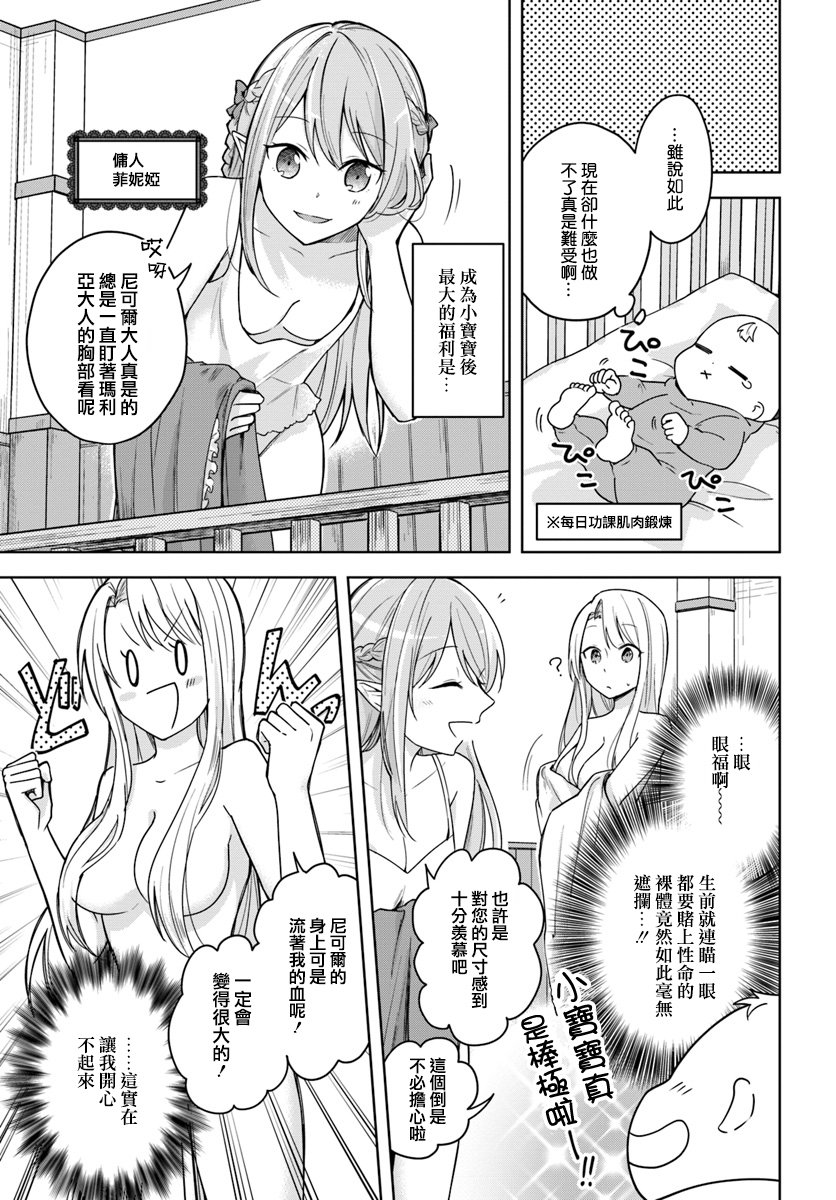 …雖說如此
現在卻什麼也做
不了真是難受啊…
ぴこ
ぴこ
※每日功課肌肉鍛煉
成為小寶寶後
最大的福利是…
傭人
菲妮婭
哎呀
尼可爾大人真是的
總是一直盯著瑪利
亞大人的胸部看呢
?
…眼
眼福啊~~
生前就連瞄一眼
都要賭上性命的
裸體竟然如此毫無
遮攔…!!
小寶寶真
是棒極啦—!!
也許是
對您的尺寸感到
十分羨慕吧
這個倒是
不必擔心啦
尼可爾的
身上可是
流著我的血呢!
一定會
變得很大的!
……這實在
讓我開心
不起來